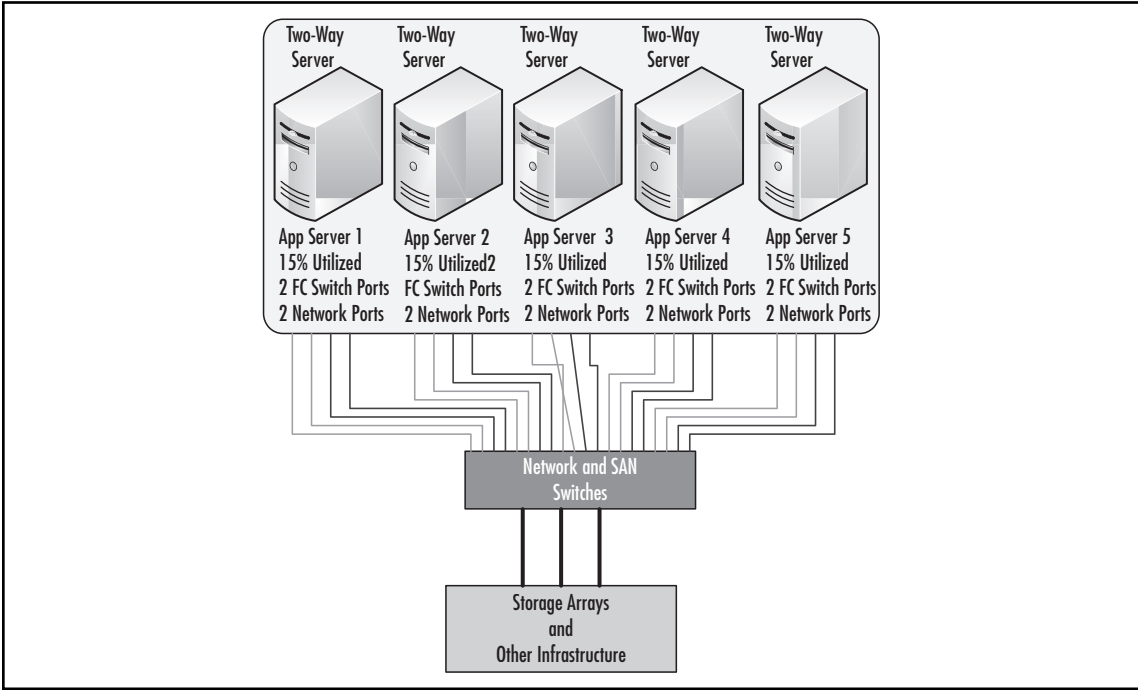 Two-Way
Server
Two-Way
Server
Two-Way
Server
Two-Way
Server
Two-Way
Server
App Server 1
15% Utilized
2 FC Switch Ports
2 Network Ports
App Server 2
15% Utilized2
FC Switch Ports
2 Network Ports
App Server 3
15% Utilized
2 FC Switch Ports
2 Network Ports
App Server 4
15% Utilized
2 FC Switch Ports
2 Network Ports
App Server 5
15% Utilized
2 FC Switch Ports
2 Network Ports
Network and SAN
Switches
Storage Arrays
and
Other Infrastructure